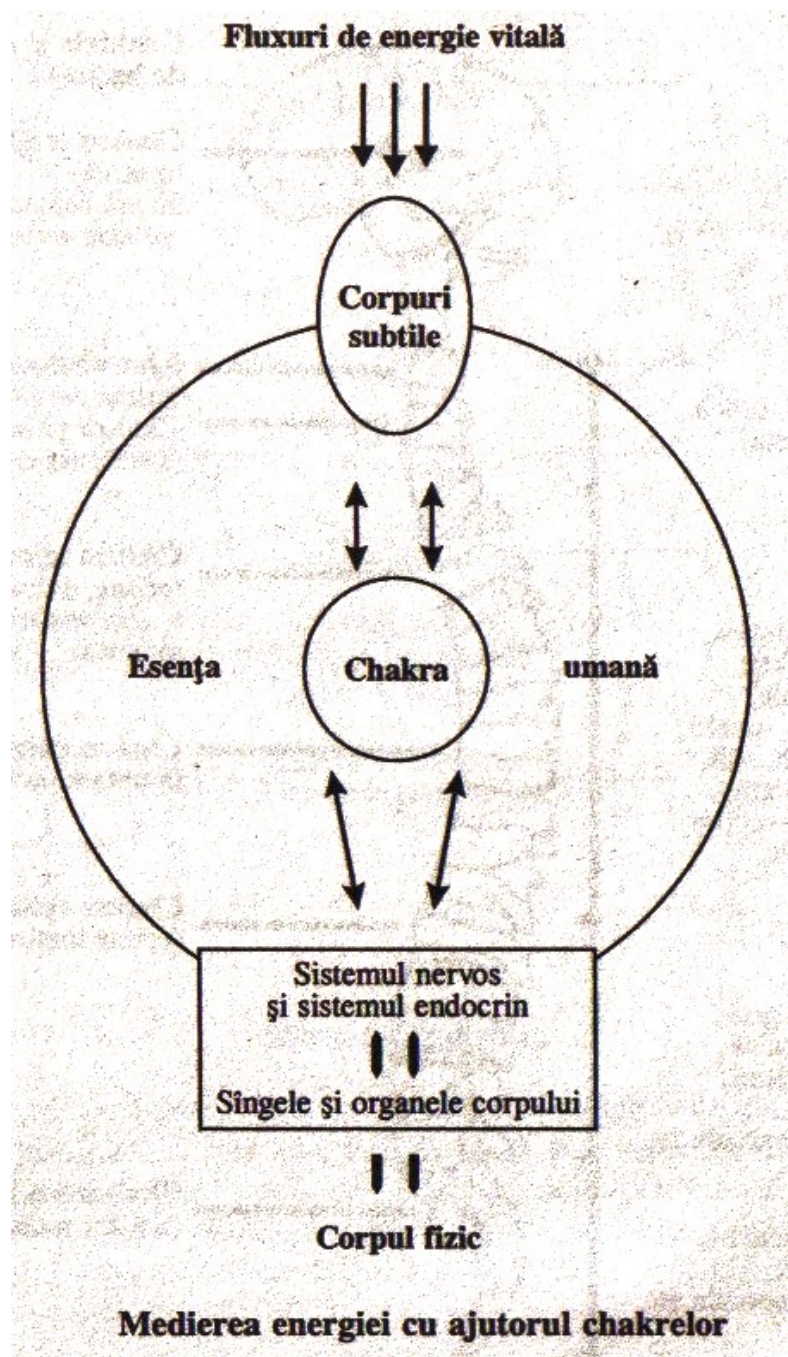 Fluxuri de energie vitală
Corpuri
subtile
Esenţa Chakra umană
Sistemul nervos
şi sistemul endocrin
Sîngele şi organele corpului
Corpul fizic
Medierea energiei cu ajutorul chakrelor